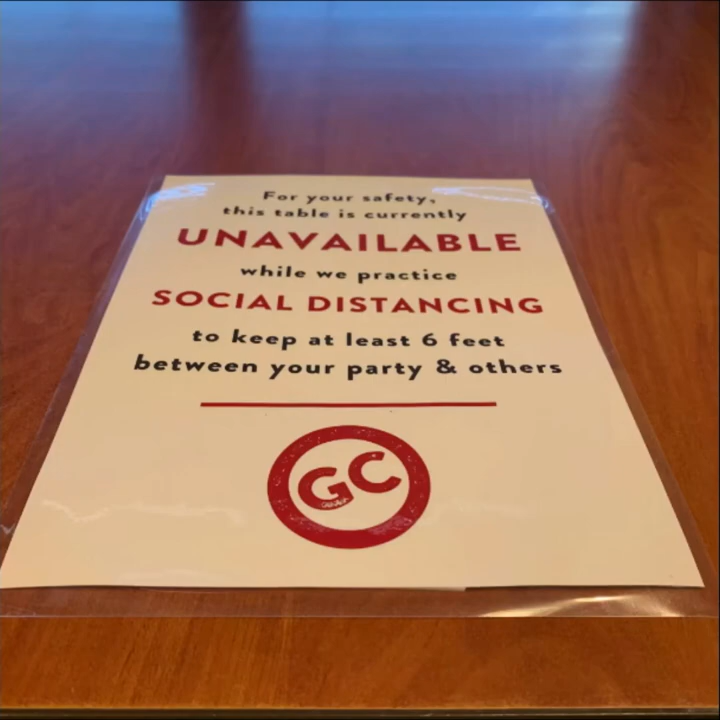 For your safety,
this table is currently
UNAVAILABLE
while we practice
SOCIAL DISTANCING
to keep at least 6 feet
between your party & others
GC